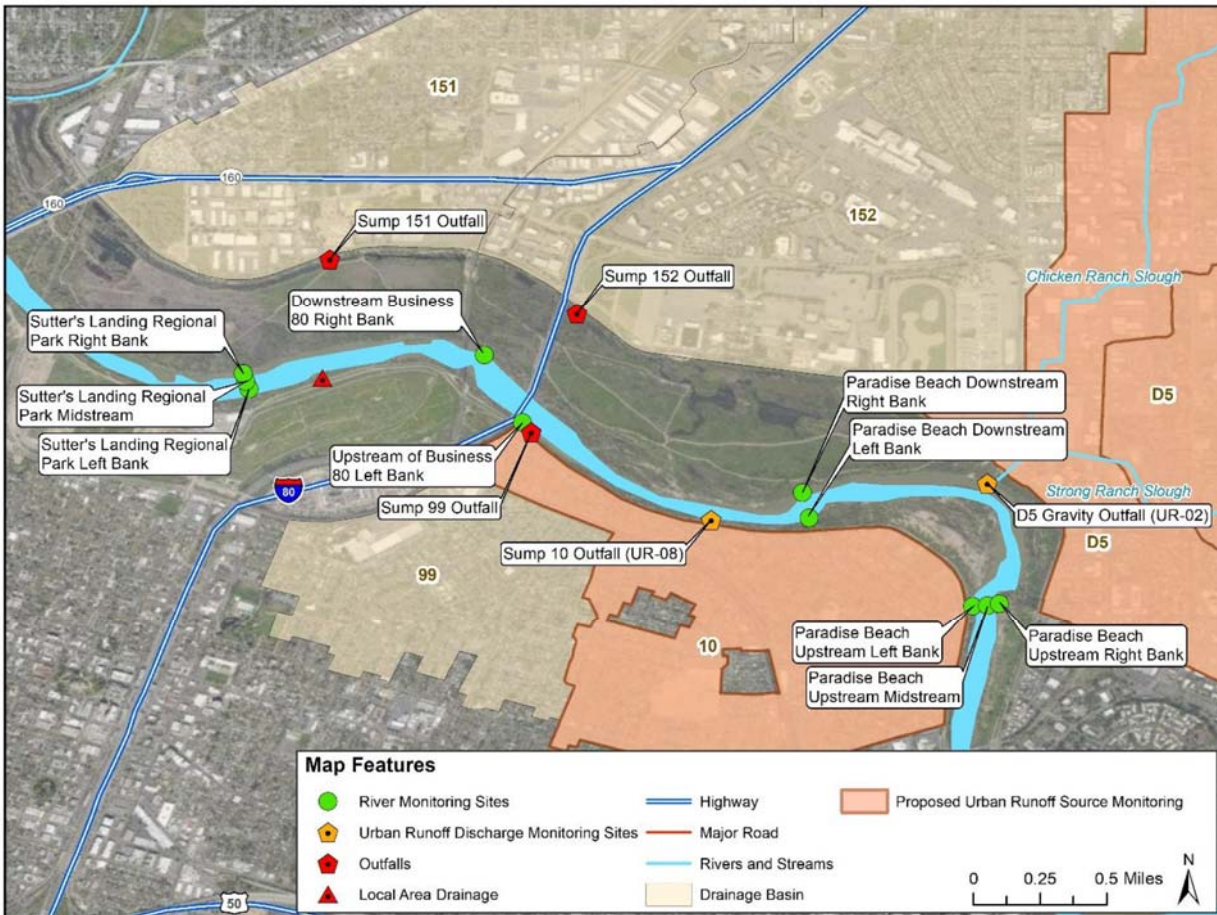 151
160
160
152
Sump 151 Outfall
Sump 152 Outfall
Chicken Ranch Slough
Downstream Business
80 Right Bank
Sutter's Landing Regional
Park Right Bank
Sutter's Landing Regional
Park Midstream
Sutter's Landing Regional
Park Left Bank
Paradise Beach Downstream
Right Bank
Paradise Beach Downstream
Left Bank
D5
Upstream of Business
80 Left Bank
80
Sump 99 Outfall
Strong Ranch Slough
D5 Gravity Outfall (UR-02)
D5
Sump 10 Outfall (UR-08)
99
10
Paradise Beach
Upstream Left Bank
Paradise Beach
Upstream Right Bank
Paradise Beach
Upstream Midstream
50
Map Features
River Monitoring Sites
Urban Runoff Discharge Monitoring Sites
Outfalls
Local Area Drainage
Highway
Major Road
Rivers and Streams
Drainage Basin
Proposed Urban Runoff Source Monitoring
N
0 0.25 0.5 Miles